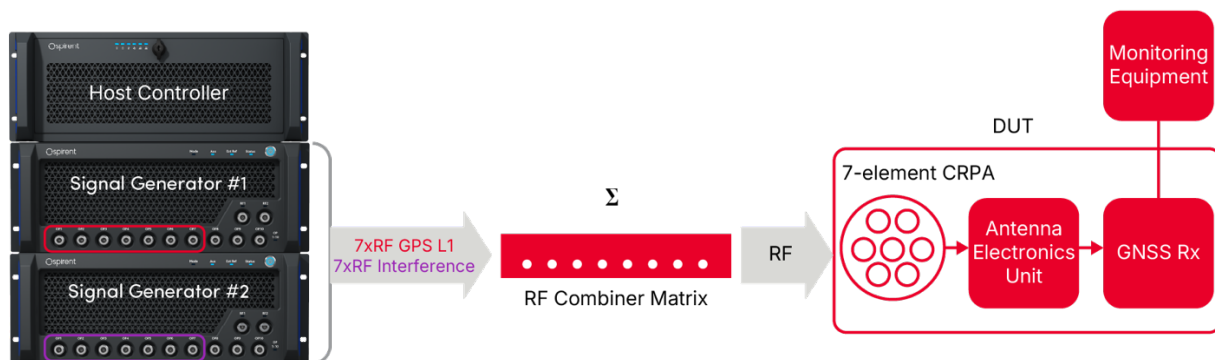 spirent
Host Controller
spirent
Signal Generator #1
spirent
Signal Generator #2
7xRF GPS L1
7xRF Interference
Σ
RF Combiner Matrix
RF
DUT
7-element CRPA
Antenna
Electronics
Unit
GNSS Rx
Monitoring
Equipment